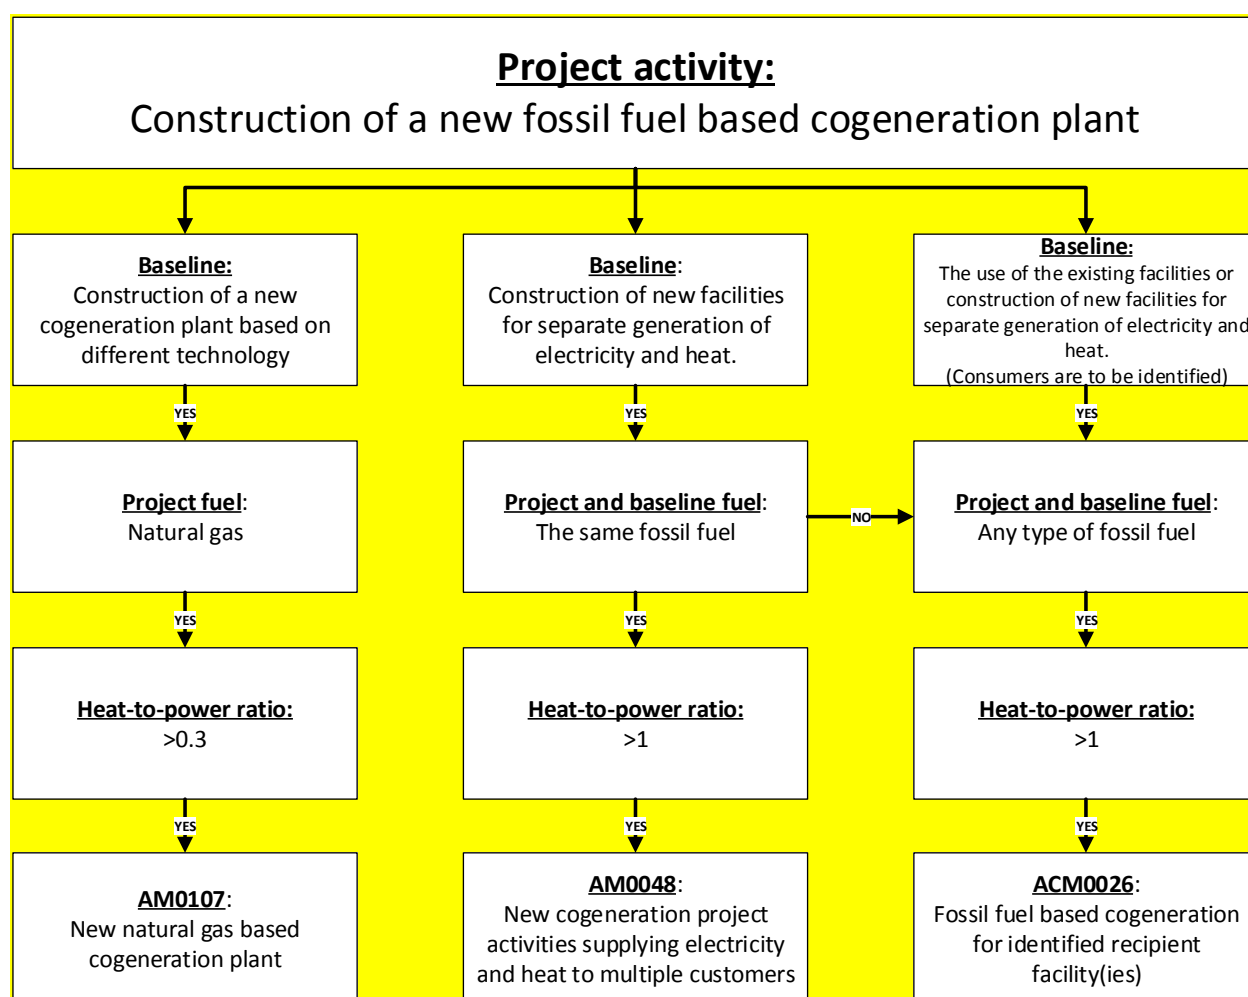 Project activity:
Construction of a new fossil fuel based cogeneration plant
Baseline:
Construction of a new
cogeneration plant based on
different technology
Baseline:
Construction of new facilities
for separate generation of
electricity and heat.
Baseline:
The use of the existing facilities or
construction of new facilities for
separate generation of electricity and
heat.
(Consumers are to be identified)
YES
YES
YES
Project fuel:
Natural gas
Project and baseline fuel:
The same fossil fuel
NO
Project and baseline fuel:
Any type of fossil fuel
YES
YES
YES
Heat-to-power ratio:
>0.3
Heat-to-power ratio:
>1
Heat-to-power ratio:
>1
YES
YES
YES
AM0107:
New natural gas based
cogeneration plant
AM0048:
New cogeneration project
activities supplying electricity
and heat to multiple customers
ACM0026:
Fossil fuel based cogeneration
for identified recipient
facility(ies)